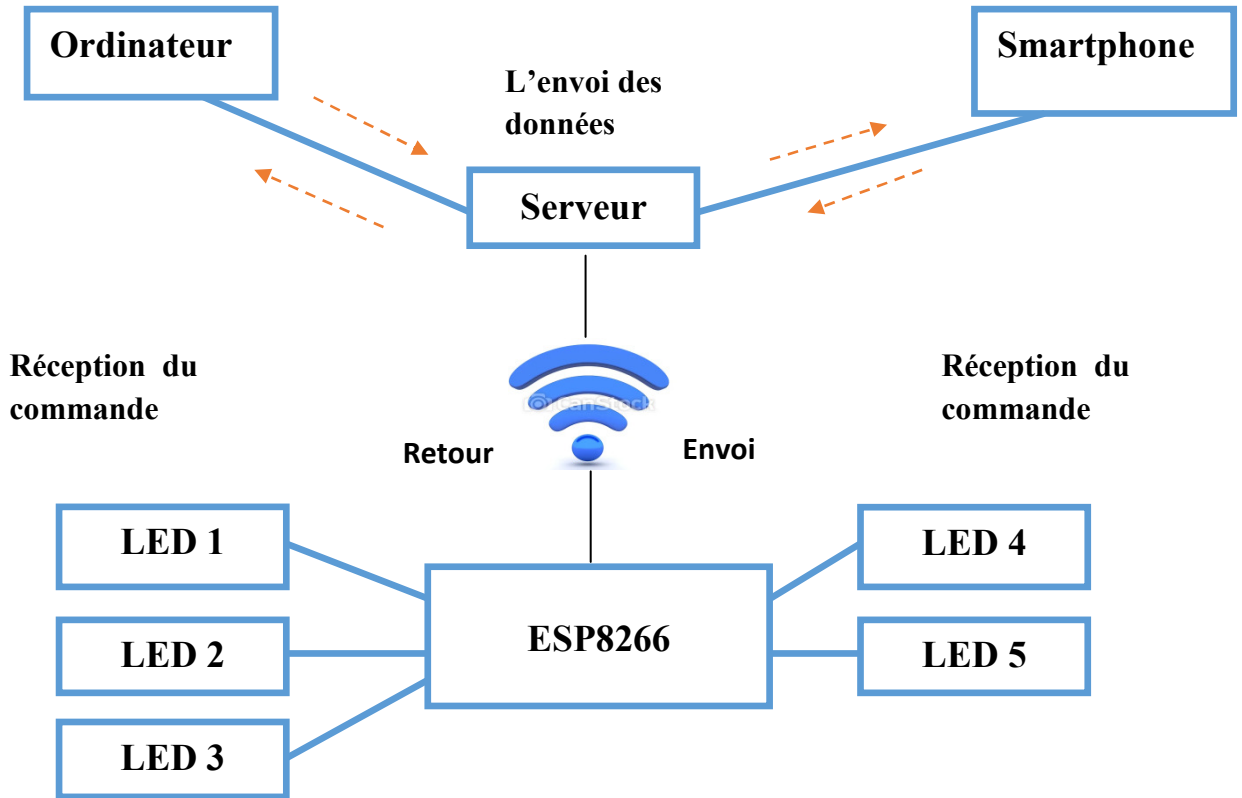 Ordinateur
Smartphone
L’envoi des
données
Serveur
Réception du
commande
Réception du
commande
CanStock
Retour
Envoi
LED 1
LED 4
ESP8266
LED 2
LED 5
LED 3